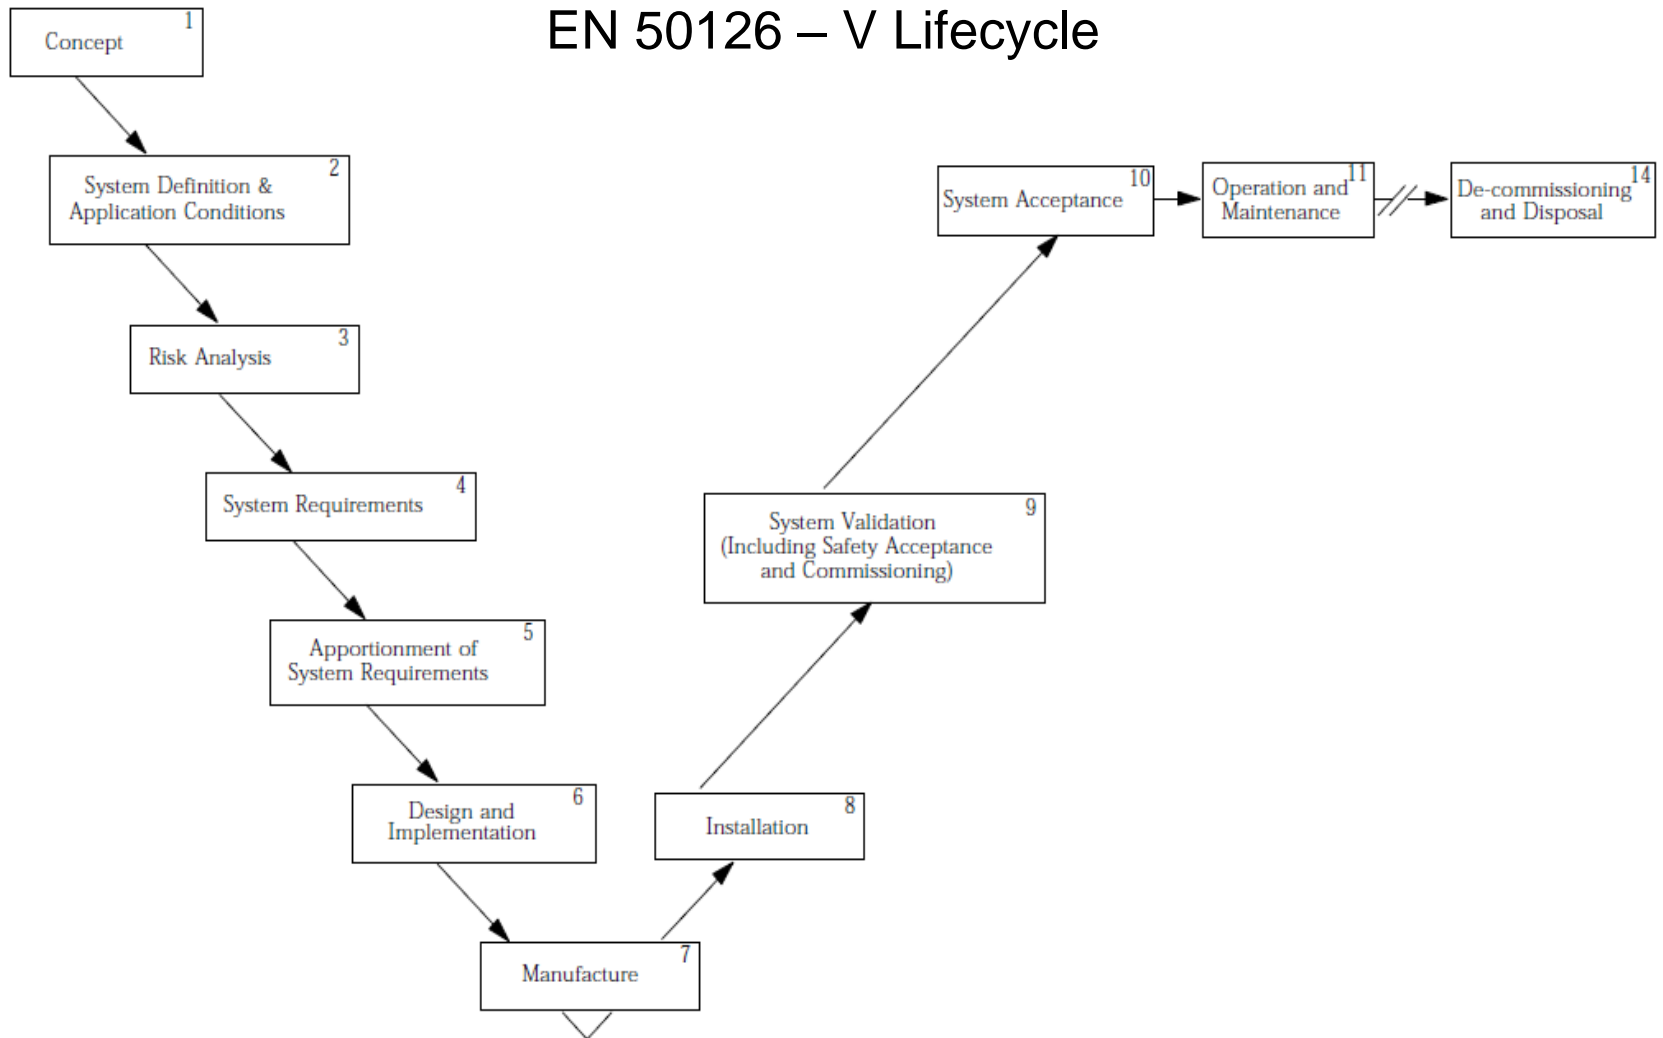 EN 50126 – V Lifecycle
1
Concept
2
System Definition &
Application Conditions
3
Risk Analysis
4
System Requirements
5
Apportionment of
System Requirements
6
Design and
Implementation
7
Manufacture
8
Installation
9
System Validation
(Including Safety Acceptance
and Commissioning)
10
System Acceptance
11
Operation and
Maintenance
14
De-commissioning
and Disposal